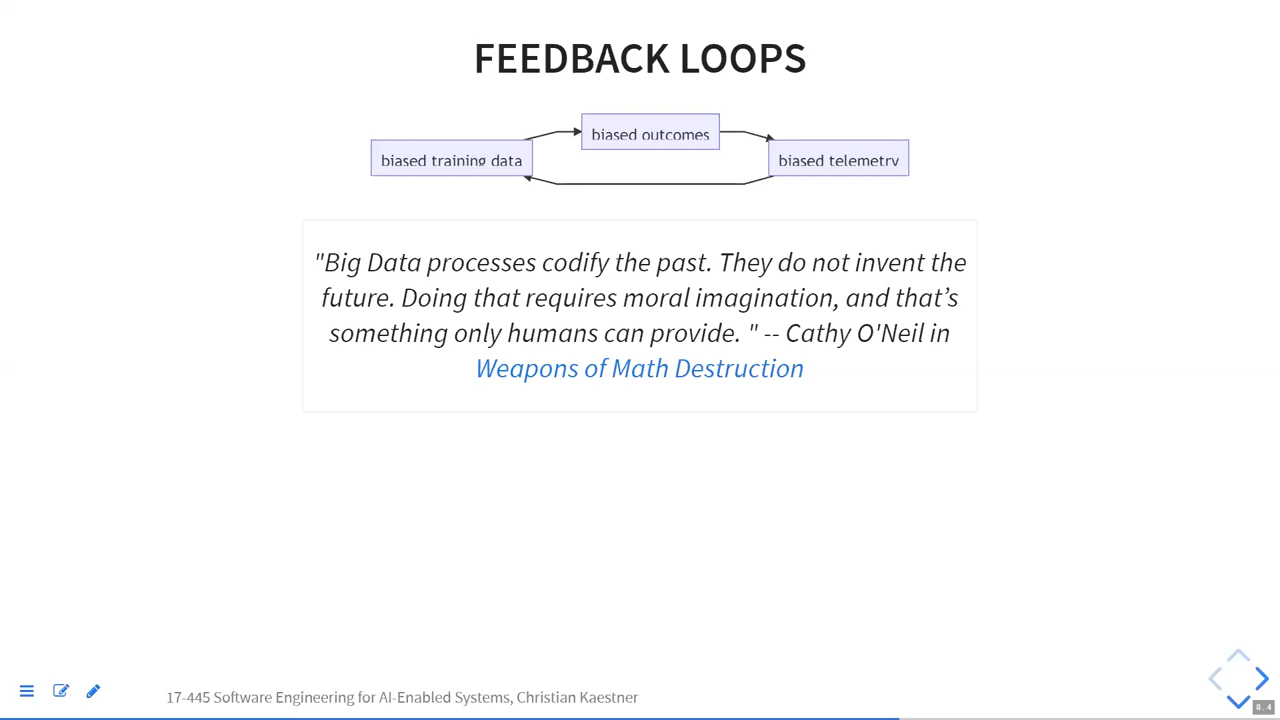 FEEDBACK LOOPS
biased outcomes
biased training data
biased telemetry
"Big Data processes codify the past. They do not invent the
future. Doing that requires moral imagination, and that’s
something only humans can provide. " -- Cathy O'Neil in
Weapons of Math Destruction
17-445 Software Engineering for AI-Enabled Systems, Christian Kaestner
8.4